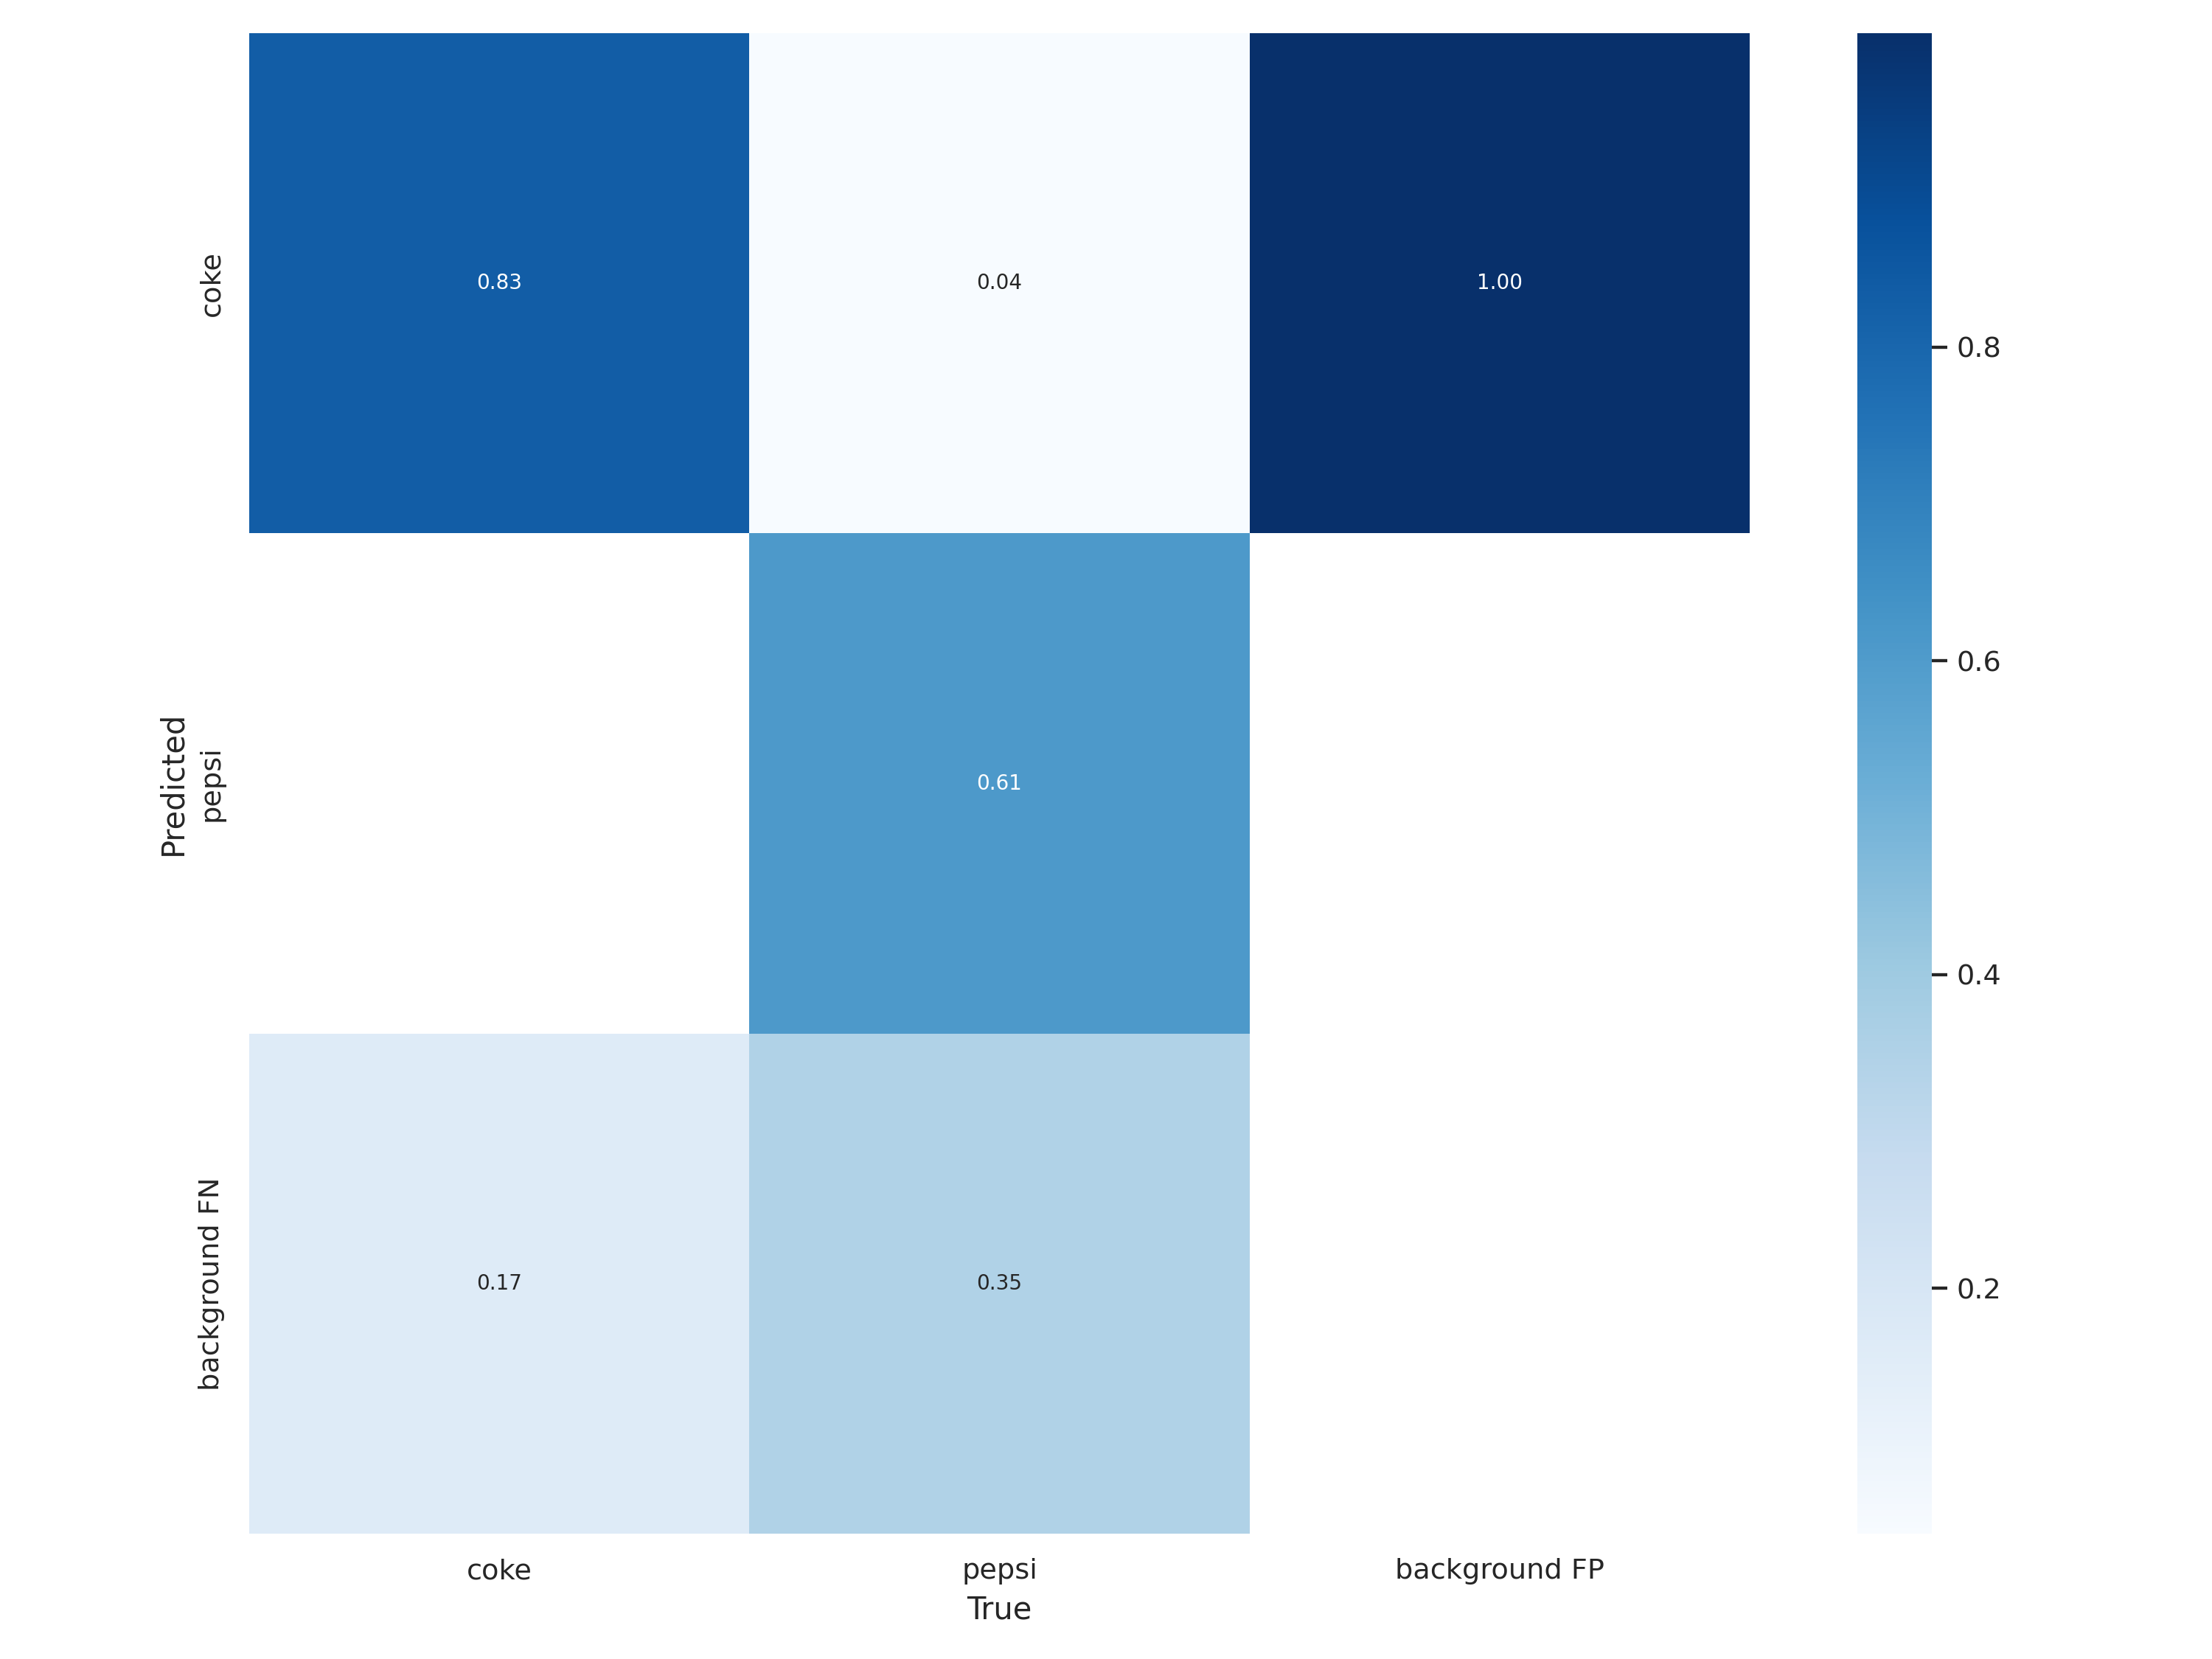 coke
0.83
0.04
1.00
Predicted
pepsi
0.61
background FN
0.17
0.35
coke
pepsi
background FP
True
0.8
0.6
0.4
0.2